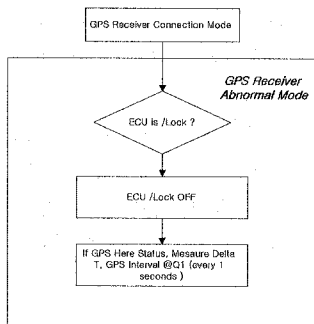 GPS Receiver Connection Mode
GPS Receiver
Abnormal Mode
ECU is /Lock ?
ECU /Lock OFF
If GPS Here Status, Mesaure Delta
T, GPS Interval @Q1 (every 1
seconds )